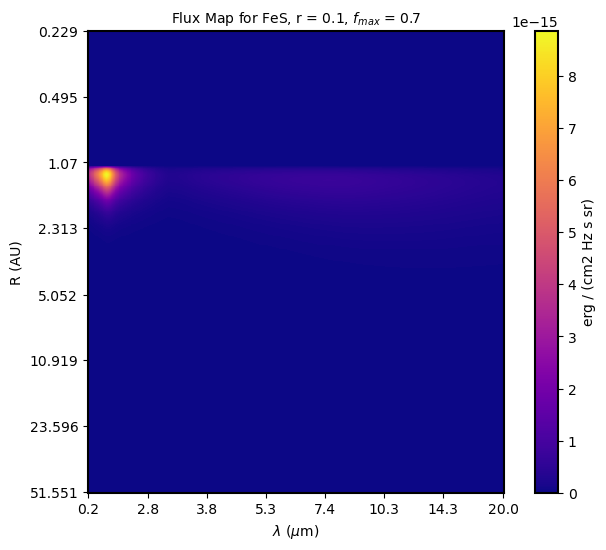 Flux Map for FeS, r = 0.1, f_max = 0.7
1e−15
0.229
0.495
1.07
2.313
5.052
10.919
23.596
51.551
R (AU)
0.2 2.8 3.8 5.3 7.4 10.3 14.3 20.0
λ (μm)
8
7
6
5
4
3
2
1
0
erg / (cm2 Hz s sr)